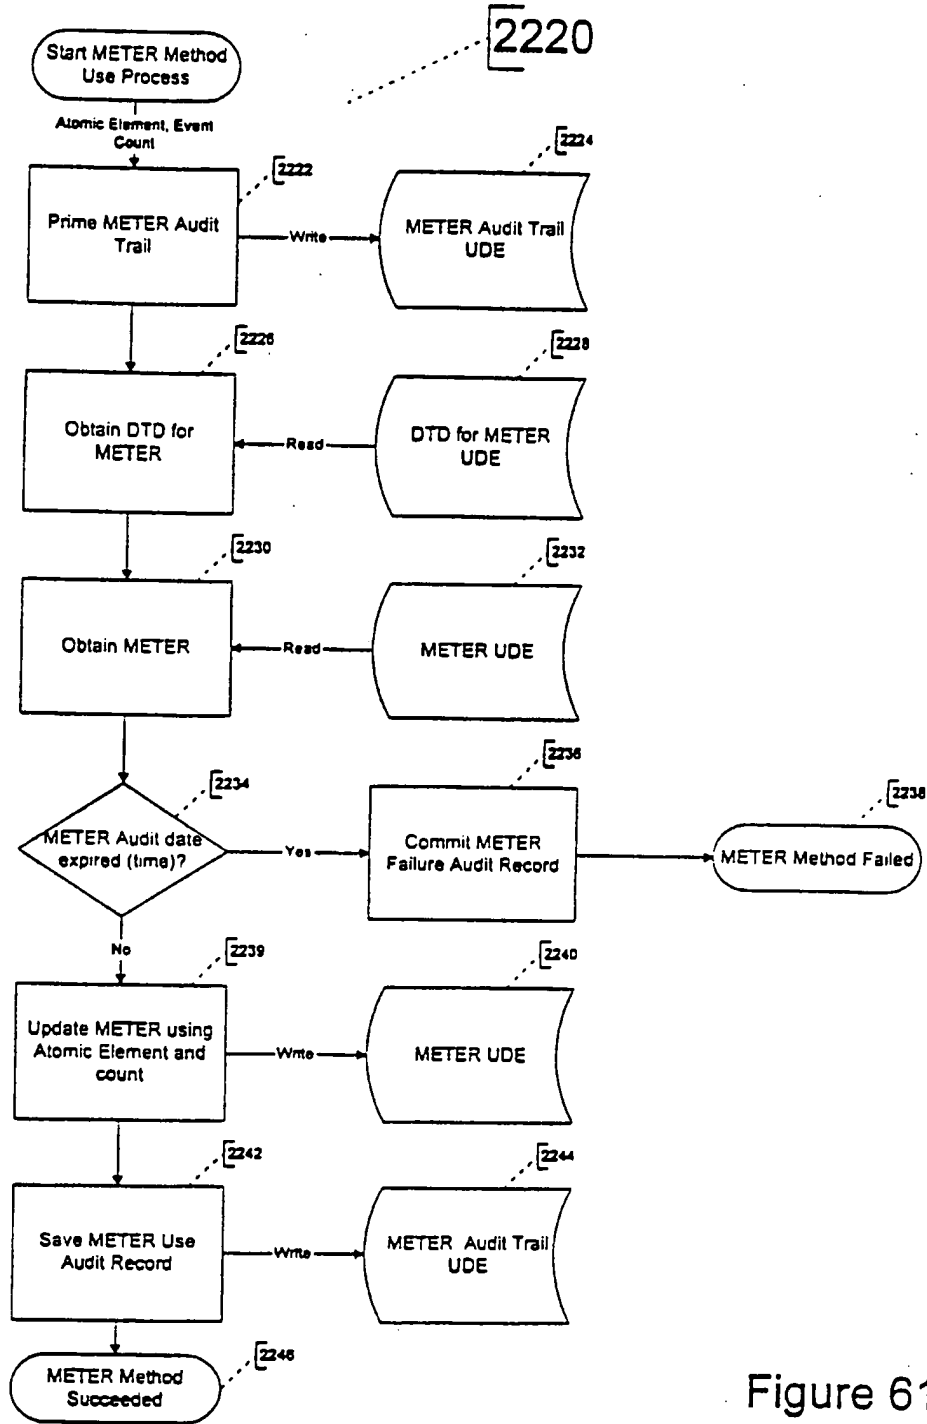 2220
Start METER Method
Use Process
Atomic Element, Event
Count
2222
2224
Prime METER Audit
Trail
Write
METER Audit Trail
UDE
2226
2228
Obtain DTD for
METER
Read
DTD for METER
UDE
2230
2232
Obtain METER
Read
METER UDE
2234
2236
2238
METER Audit date
expired (time)?
Yes
Commit METER
Failure Audit Record
METER Method Failed
No
2239
2240
Update METER using
Atomic Element and
count
Write
METER UDE
2242
2244
Save METER Use
Audit Record
Write
METER Audit Trail
UDE
2246
METER Method
Succeeded
Figure 61